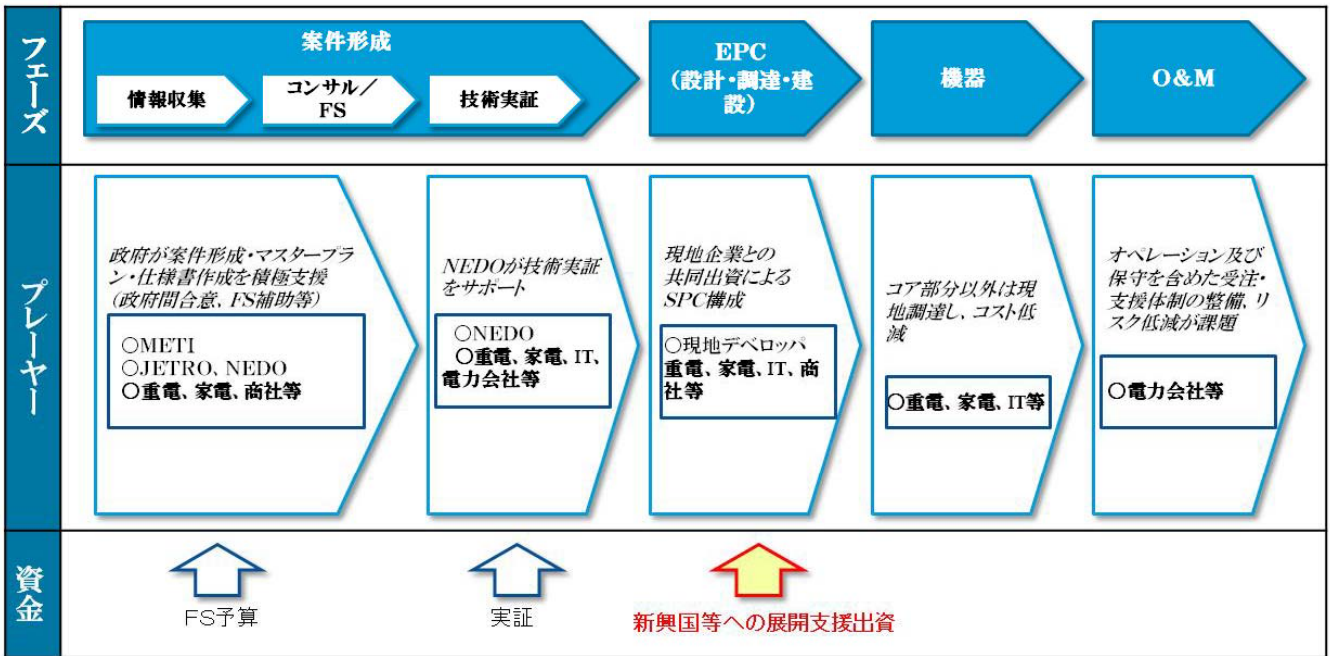 フェーズ
案件形成
情報収集
コンサル/
FS
技術実証
EPC
(設計・調達・建
設)
機器
O&M
プレーヤー
政府が案件形成・マスタープラ
ン・仕様書作成を積極支援
(政府間合意、FS補助等)
○METI
○JETRO、NEDO
○重電、家電、商社等
NEDOが技術実証
をサポート
○NEDO
○重電、家電、IT、
電力会社等
現地企業との
共同出資による
SPC構成
○現地デベロッパ
重電、家電、IT、商
社等
コア部分以外は現
地調達し、コスト低
減
○重電、家電、IT等
オペレーション及び
保守を含めた受注・
支援体制の整備、リ
スク低減が課題
○電力会社等
資金
FS予算
実証
新興国等への展開支援出資